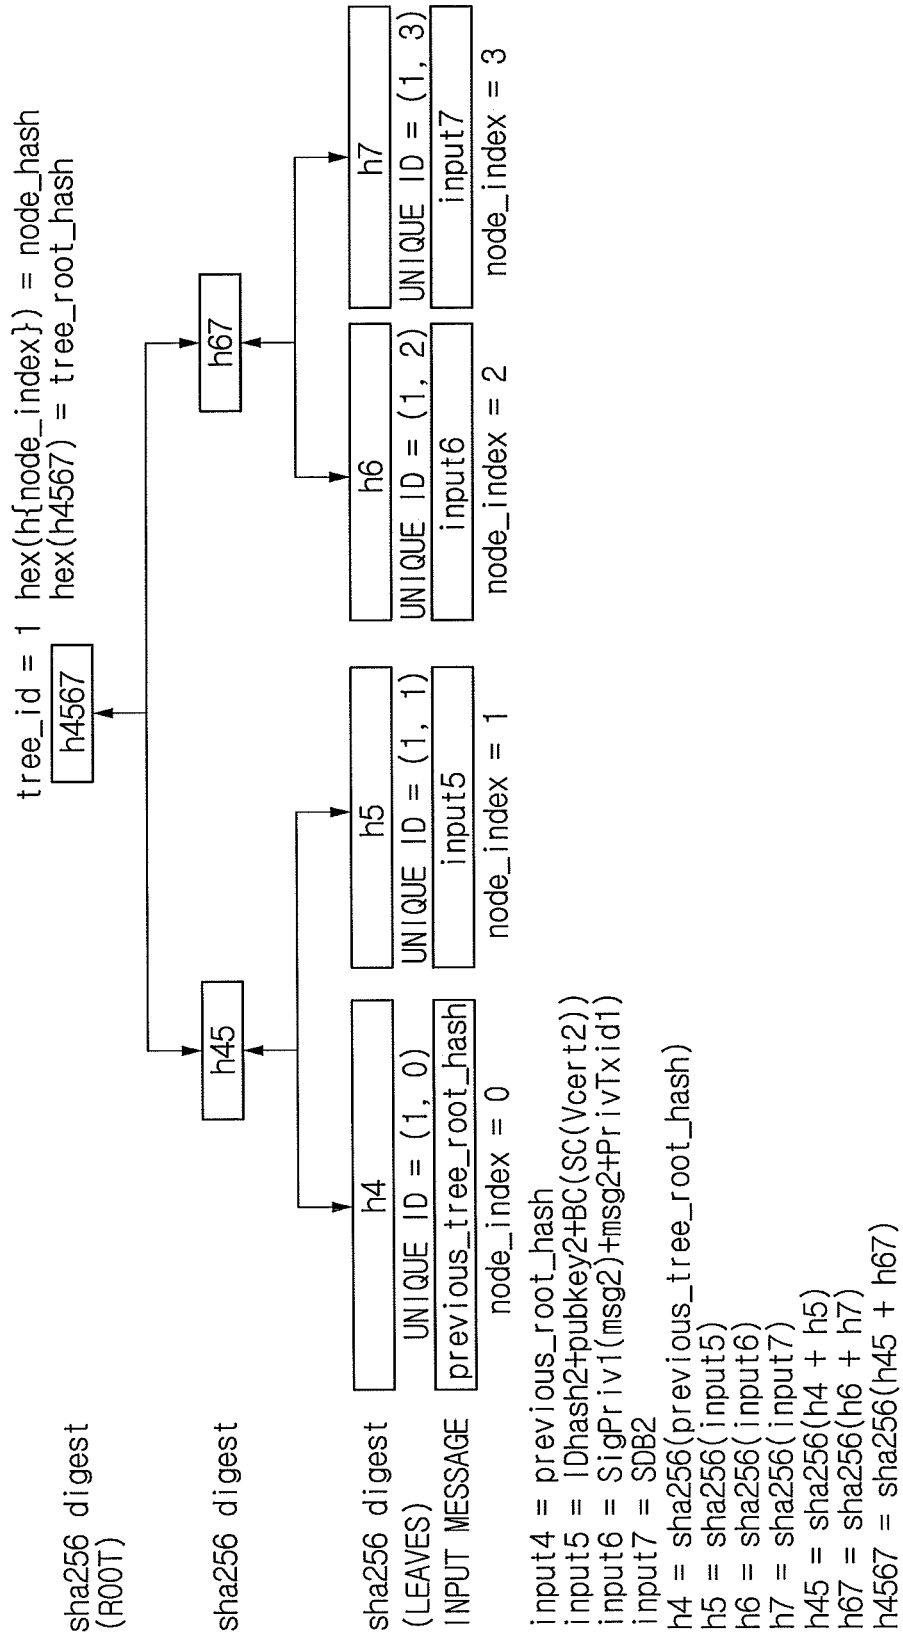 tree_id = 1 hex(h{node_index}) = node_hash
hex(h4567) = tree_root_hash
sha256 digest
(ROOT)
h4567
sha256 digest
h45
h67
sha256 digest
(LEAVES)
h4
h5
h6
h7
UNIQUE ID = (1, 0)
UNIQUE ID = (1, 1)
UNIQUE ID = (1, 2)
UNIQUE ID = (1, 3)
INPUT MESSAGE
previous_tree_root_hash
input5
input6
input7
node_index = 0
node_index = 1
node_index = 2
node_index = 3
input4 = previous_root_hash
input5 = IDhash2+pubkey2+BC(SC(Vcert2))
input6 = SigPriv1(msg2)+msg2+PrivTxid1)
input7 = SDB2
h4 = sha256(previous_tree_root_hash)
h5 = sha256(input5)
h6 = sha256(input6)
h7 = sha256(input7)
h45 = sha256(h4 + h5)
h67 = sha256(h6 + h7)
h4567 = sha256(h45 + h67)